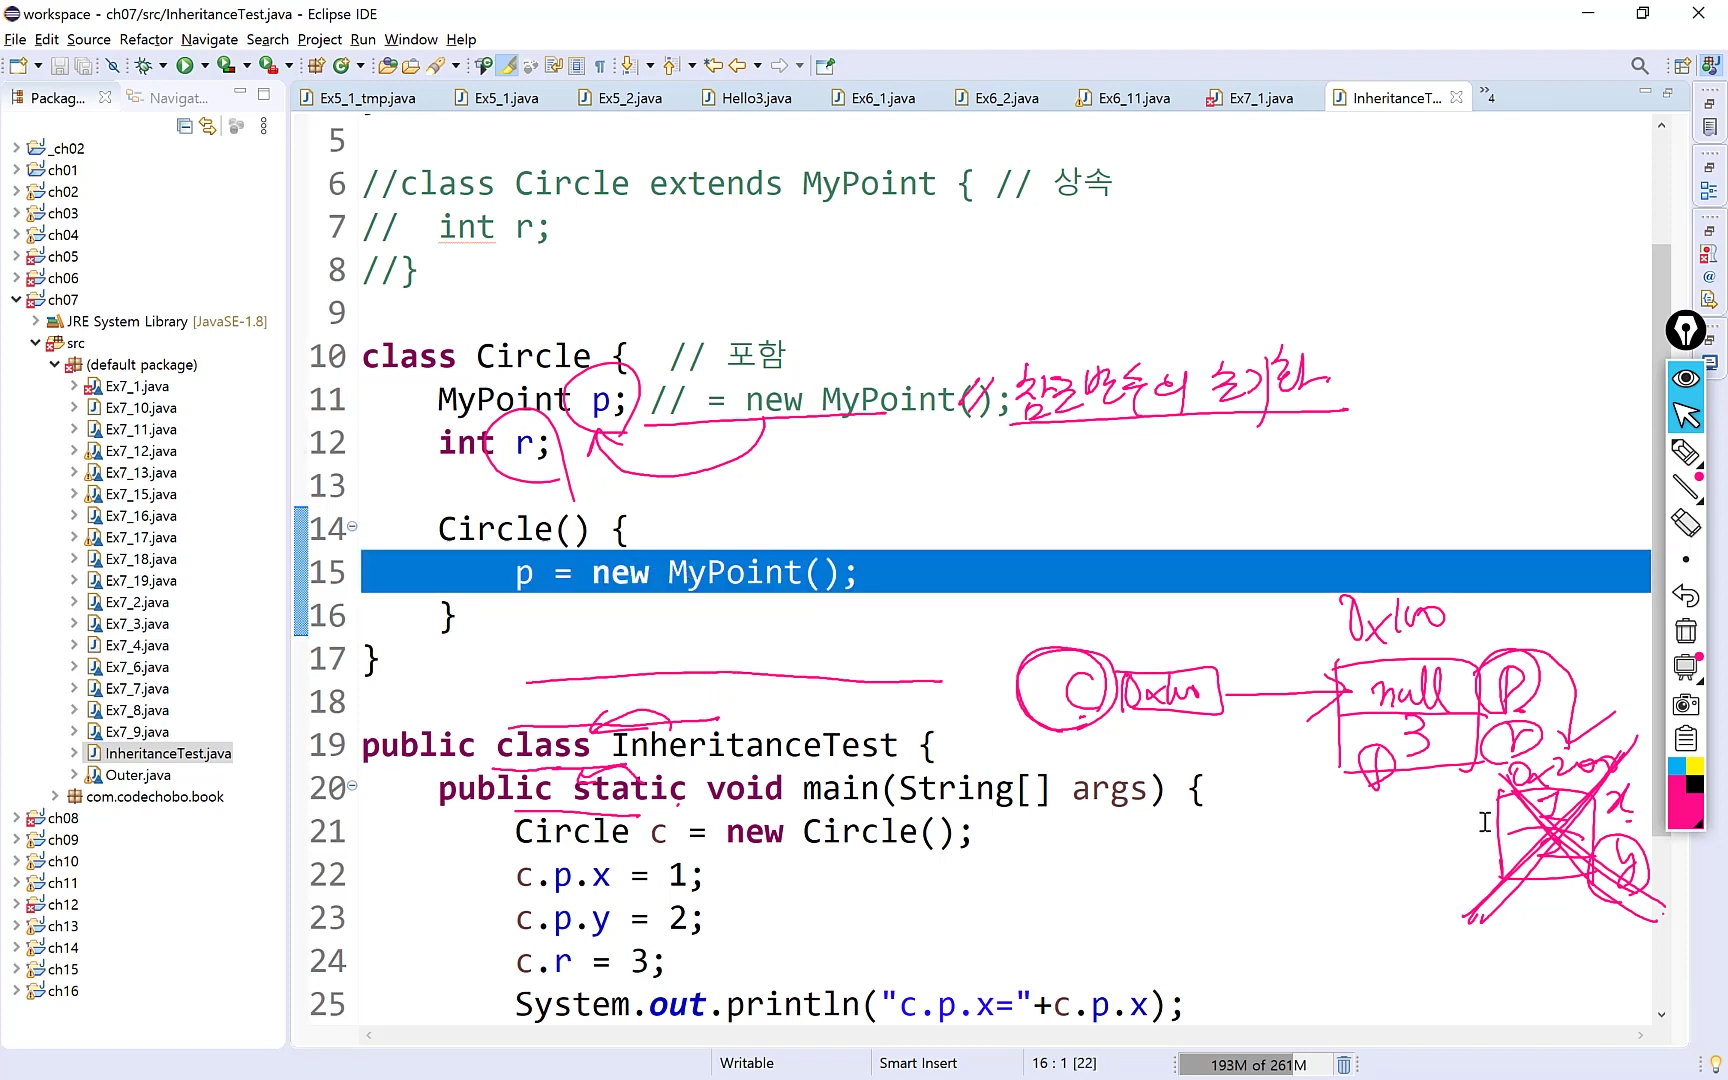 workspace - ch07/src/InheritanceTest.java - Eclipse IDE
File Edit Source Refactor Navigate Search Project Run Window Help
Packag... Navigat...
Ex5_1_tmp.java Ex5_1.java Ex5_2.java Hello3.java Ex6_1.java Ex6_2.java Ex6_11.java Ex7_1.java InheritanceT... »4
_ch02
ch01
ch02
ch03
ch04
ch05
ch06
ch07
JRE System Library [JavaSE-1.8]
src
(default package)
Ex7_1.java
Ex7_10.java
Ex7_11.java
Ex7_12.java
Ex7_13.java
Ex7_15.java
Ex7_16.java
Ex7_17.java
Ex7_18.java
Ex7_19.java
Ex7_2.java
Ex7_3.java
Ex7_4.java
Ex7_6.java
Ex7_7.java
Ex7_8.java
Ex7_9.java
InheritanceTest.java
Outer.java
com.codechobo.book
ch08
ch09
ch10
ch11
ch12
ch13
ch14
ch15
ch16
5
6 //class Circle extends MyPoint { // 상속
7 //  int r;
8 //}
9
10 class Circle {  // 포함
11 MyPoint p; // = new MyPoint(); // 참조변수의 초기화
12 int r;
13
14 Circle() {
15 p = new MyPoint();
16 }
17 }
18
19 public class InheritanceTest {
20 public static void main(String[] args) {
21 Circle c = new Circle();
22 c.p.x = 1;
23 c.p.y = 2;
24 c.r = 3;
25 System.out.println("c.p.x="+c.p.x);
0x100
C 0x100 null P
3
0x200
x
y
Writable Smart Insert 16 : 1 [22] 193M of 261M